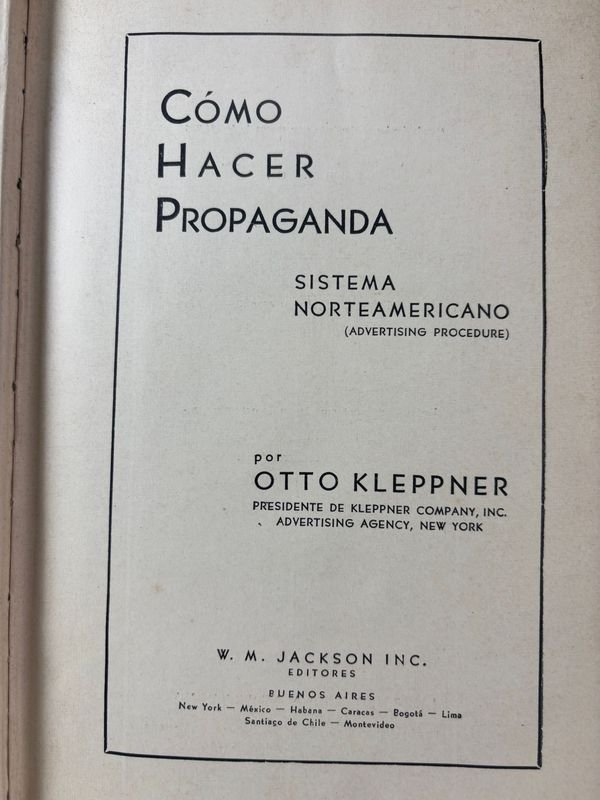 CÓMO
HACER
PROPAGANDA
SISTEMA
NORTEAMERICANO
(ADVERTISING PROCEDURE)
por
OTTO KLEPPNER
PRESIDENTE DE KLEPPNER COMPANY, INC.
ADVERTISING AGENCY, NEW YORK
W. M. JACKSON INC.
EDITORES
BUENOS AIRES
New York — México — Habana — Caracas — Bogotá — Lima
Santiago de Chile — Montevideo